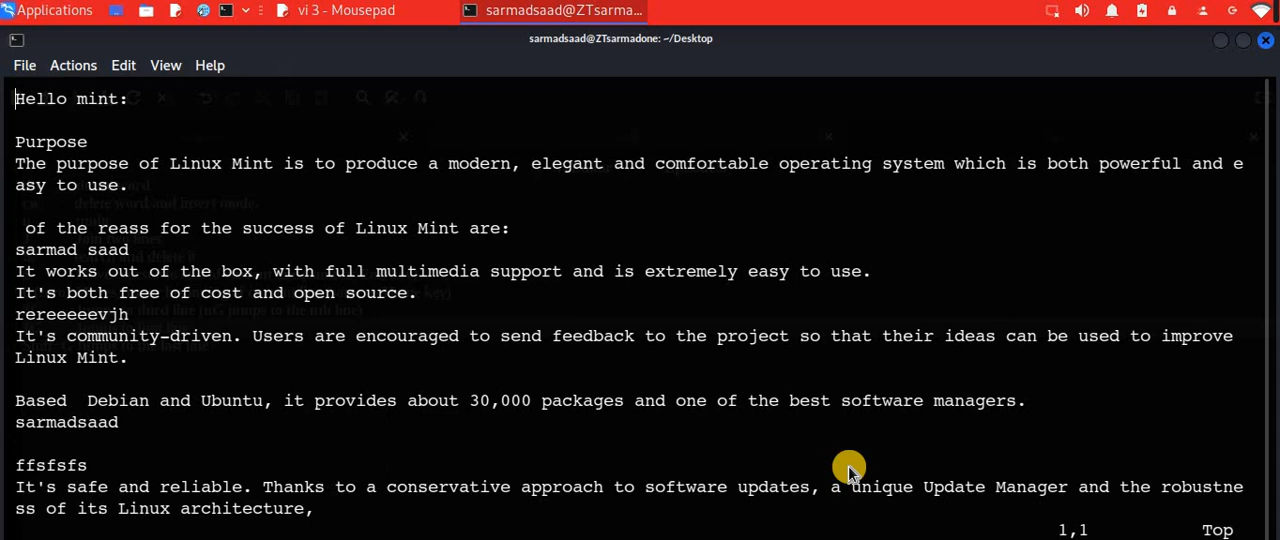 Applications
vi 3 - Mousepad
sarmadsaad@ZTsarma...
sarmadsaad@ZTsarmadone: ~/Desktop
File Actions Edit View Help
Hello mint:
Purpose
The purpose of Linux Mint is to produce a modern, elegant and comfortable operating system which is both powerful and e
asy to use.
of the reass for the success of Linux Mint are:
sarmad saad
It works out of the box, with full multimedia support and is extremely easy to use.
It's both free of cost and open source.
rereeeeevjh
It's community-driven. Users are encouraged to send feedback to the project so that their ideas can be used to improve
Linux Mint.
Based  Debian and Ubuntu, it provides about 30,000 packages and one of the best software managers.
sarmadsaad
ffsfsfs
It's safe and reliable. Thanks to a conservative approach to software updates, a unique Update Manager and the robustne
ss of its Linux architecture,
1,1 Top